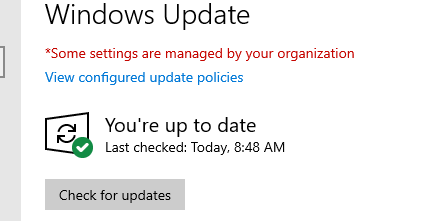 Windows Update
*Some settings are managed by your organization
View configured update policies
You're up to date
Last checked: Today, 8:48 AM
Check for updates